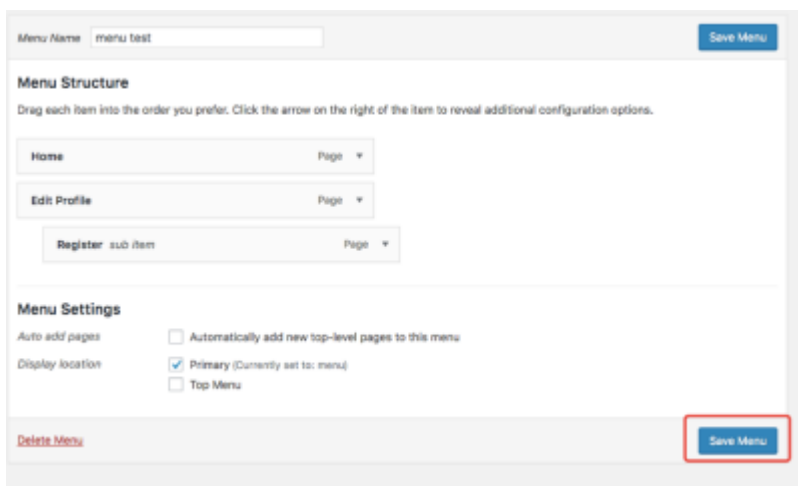 Menu Name menu test Save Menu
Menu Structure
Drag each item into the order you prefer. Click the arrow on the right of the item to reveal additional configuration options.
Home Page
Edit Profile Page
Register sub item Page
Menu Settings
Auto add pages Automatically add new top-level pages to this menu
Display location Primary (Currently set to: menu)
Top Menu
Delete Menu Save Menu